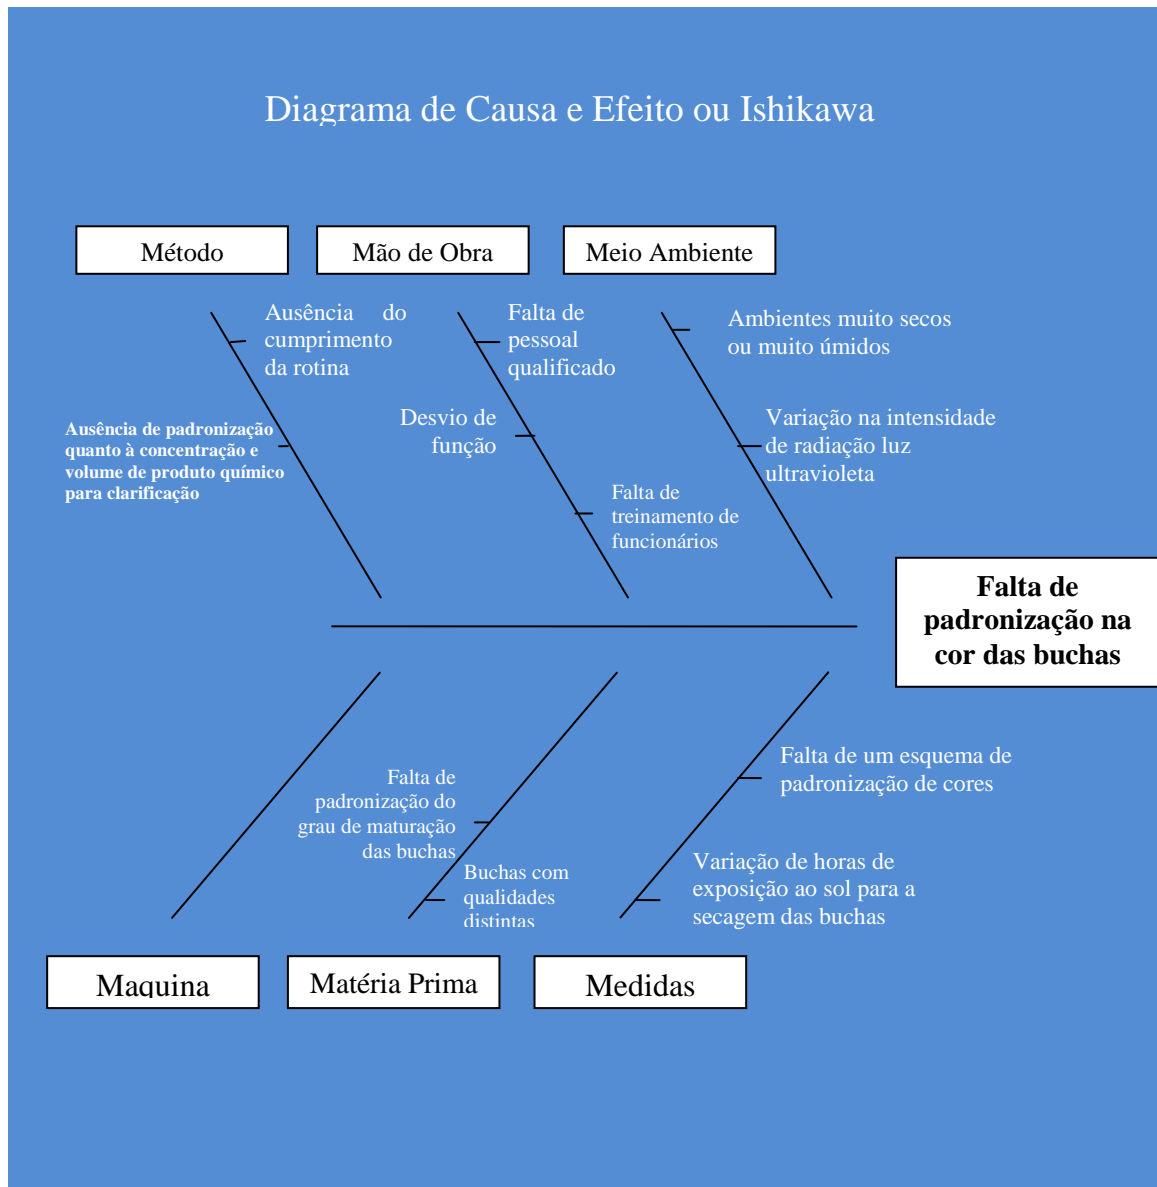 Diagrama de Causa e Efeito ou Ishikawa
Método
Mão de Obra
Meio Ambiente
Ausência do
cumprimento
da rotina
Ausência de padronização
quanto à concentração e
volume de produto químico
para clarificação
Falta de
pessoal
qualificado
Desvio de
função
Falta de
treinamento de
funcionários
Ambientes muito secos
ou muito úmidos
Variação na intensidade
de radiação luz
ultravioleta
Falta de
padronização na
cor das buchas
Falta de
padronização do
grau de maturação
das buchas
Buchas com
qualidades
distintas
Falta de um esquema de
padronização de cores
Variação de horas de
exposição ao sol para a
secagem das buchas
Maquina
Matéria Prima
Medidas